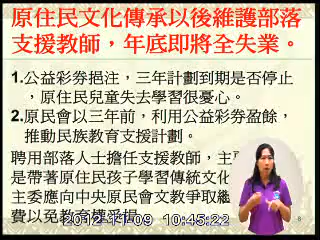 原住民文化傳承以後維護部落
支援教師，年底即將全失業。
1.公益彩券挹注，三年計劃到期是否停止
，原住民兒童失去學習很憂心。
2.原民會以三年前，利用公益彩券盈餘，
推動民族教育支援計劃。
聘用部落人士擔任支援教師，主
是帶著原住民孩子學習傳統文化
主委應向中央原民會文教爭取繼
費以免教育
2012-11-09 10:45:22
8